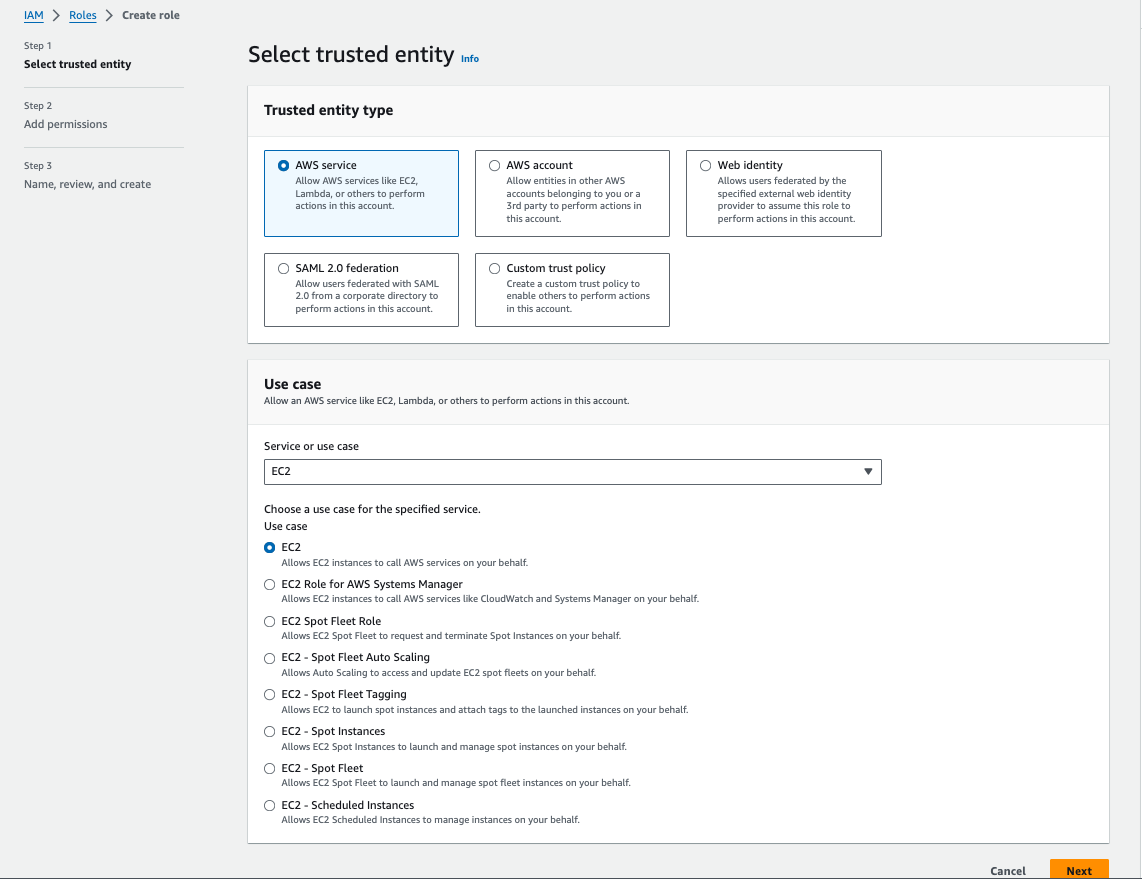 IAM > Roles > Create role
Step 1
Select trusted entity
Step 2
Add permissions
Step 3
Name, review, and create
Select trusted entity Info
Trusted entity type
AWS service
Allow AWS services like EC2,
Lambda, or others to perform
actions in this account.
AWS account
Allow entities in other AWS
accounts belonging to you or a
3rd party to perform actions in
this account.
Web identity
Allows users federated by the
specified external web identity
provider to assume this role to
perform actions in this account.
SAML 2.0 federation
Allow users federated with SAML
2.0 from a corporate directory to
perform actions in this account.
Custom trust policy
Create a custom trust policy to
enable others to perform actions
in this account.
Use case
Allow an AWS service like EC2, Lambda, or others to perform actions in this account.
Service or use case
EC2
Choose a use case for the specified service.
Use case
EC2
Allows EC2 instances to call AWS services on your behalf.
EC2 Role for AWS Systems Manager
Allows EC2 instances to call AWS services like CloudWatch and Systems Manager on your behalf.
EC2 Spot Fleet Role
Allows EC2 Spot Fleet to request and terminate Spot Instances on your behalf.
EC2 - Spot Fleet Auto Scaling
Allows Auto Scaling to access and update EC2 spot fleets on your behalf.
EC2 - Spot Fleet Tagging
Allows EC2 to launch spot instances and attach tags to the launched instances on your behalf.
EC2 - Spot Instances
Allows EC2 Spot Instances to launch and manage spot instances on your behalf.
EC2 - Spot Fleet
Allows EC2 Spot Fleet to launch and manage spot fleet instances on your behalf.
EC2 - Scheduled Instances
Allows EC2 Scheduled Instances to manage instances on your behalf.
Cancel Next